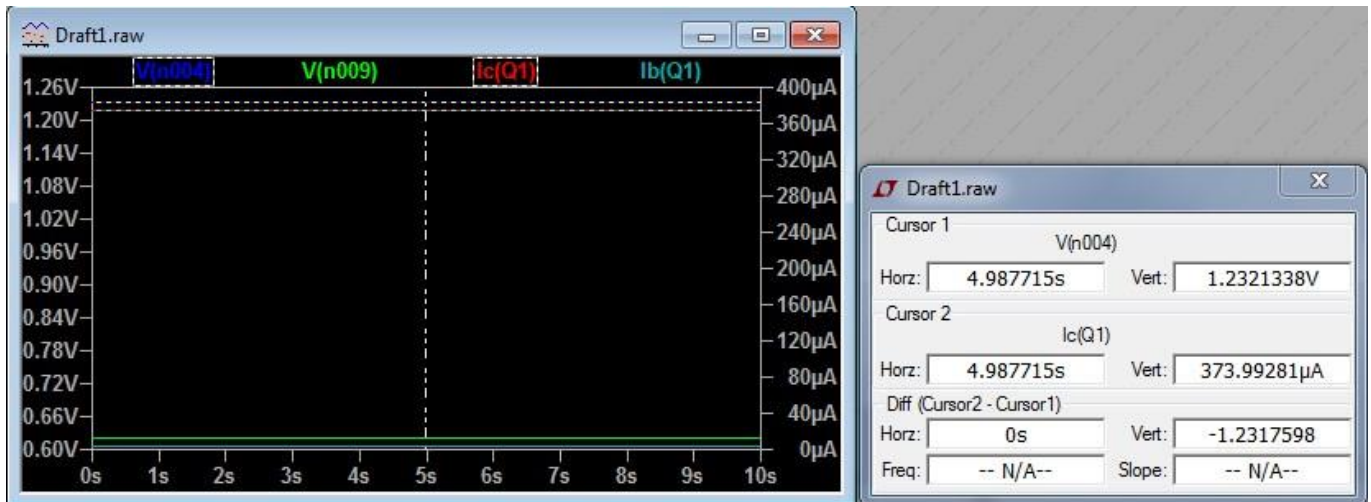 Draft1.raw
V(n004) V(n009) Ic(Q1) Ib(Q1)
1.26V 400µA
1.20V 360µA
1.14V 320µA
1.08V 280µA
1.02V 240µA
0.96V 200µA
0.90V 160µA
0.84V 120µA
0.78V 80µA
0.72V 40µA
0.66V 0µA
0.60V
0s 1s 2s 3s 4s 5s 6s 7s 8s 9s 10s
Draft1.raw
Cursor 1
V(n004)
Horz: 4.987715s Vert: 1.2321338V
Cursor 2
Ic(Q1)
Horz: 4.987715s Vert: 373.99281µA
Diff (Cursor2 - Cursor1)
Horz: 0s Vert: -1.2317598
Freq: -- N/A-- Slope: -- N/A--